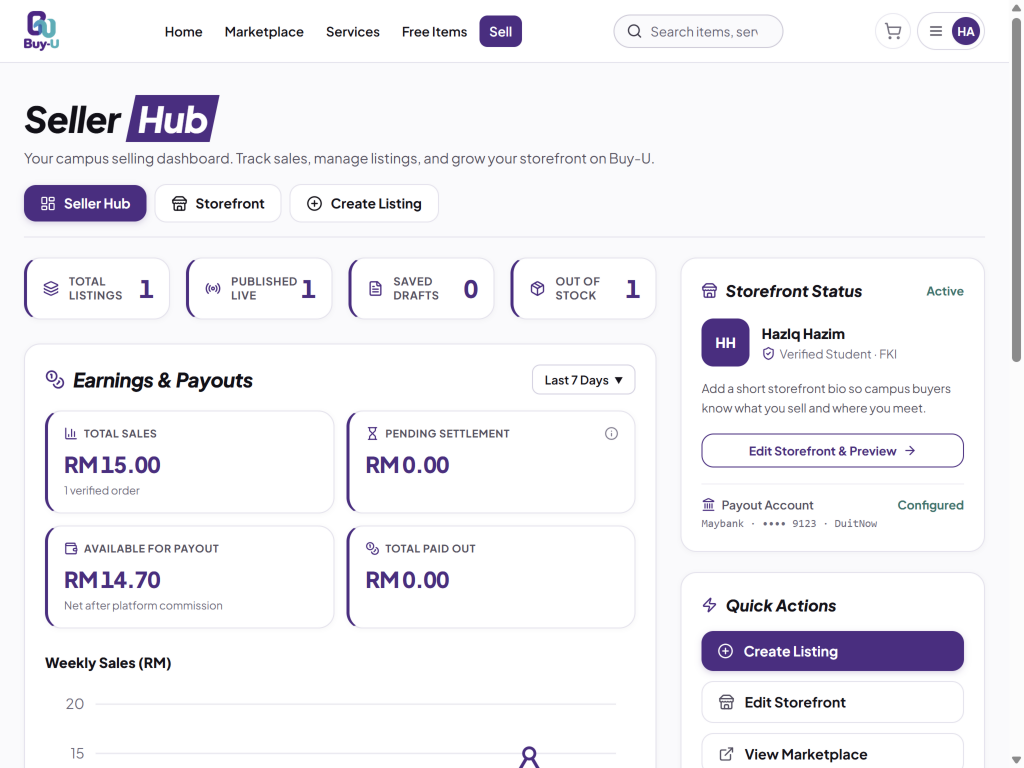 Buy-U
Home
Marketplace
Services
Free Items
Sell
Search items, ser
HA
Seller Hub
Your campus selling dashboard. Track sales, manage listings, and grow your storefront on Buy-U.
Seller Hub
Storefront
Create Listing
TOTAL LISTINGS
1
PUBLISHED LIVE
1
SAVED DRAFTS
0
OUT OF STOCK
1
Earnings & Payouts
Last 7 Days ▼
TOTAL SALES
RM 15.00
1 verified order
PENDING SETTLEMENT
RM 0.00
AVAILABLE FOR PAYOUT
RM 14.70
Net after platform commission
TOTAL PAID OUT
RM 0.00
Weekly Sales (RM)
20
15
Storefront Status
Active
HH
HazIq Hazim
Verified Student · FKI
Add a short storefront bio so campus buyers
know what you sell and where you meet.
Edit Storefront & Preview →
Payout Account
Configured
Maybank · •••• 9123 · DuitNow
Quick Actions
Create Listing
Edit Storefront
View Marketplace